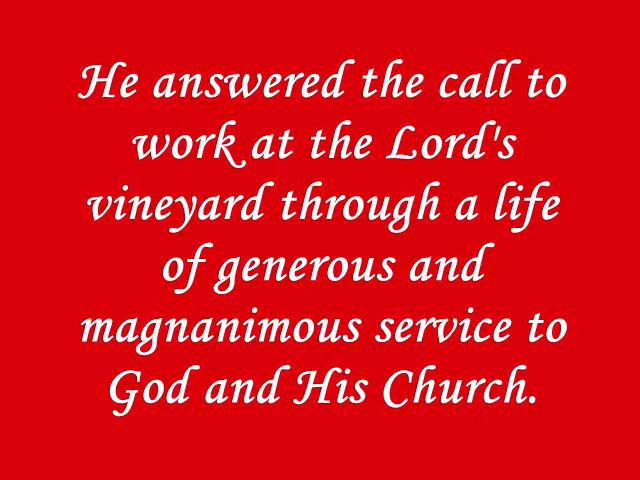 He answered the call to
work at the Lord's
vineyard through a life
of generous and
magnanimous service to
God and His Church.